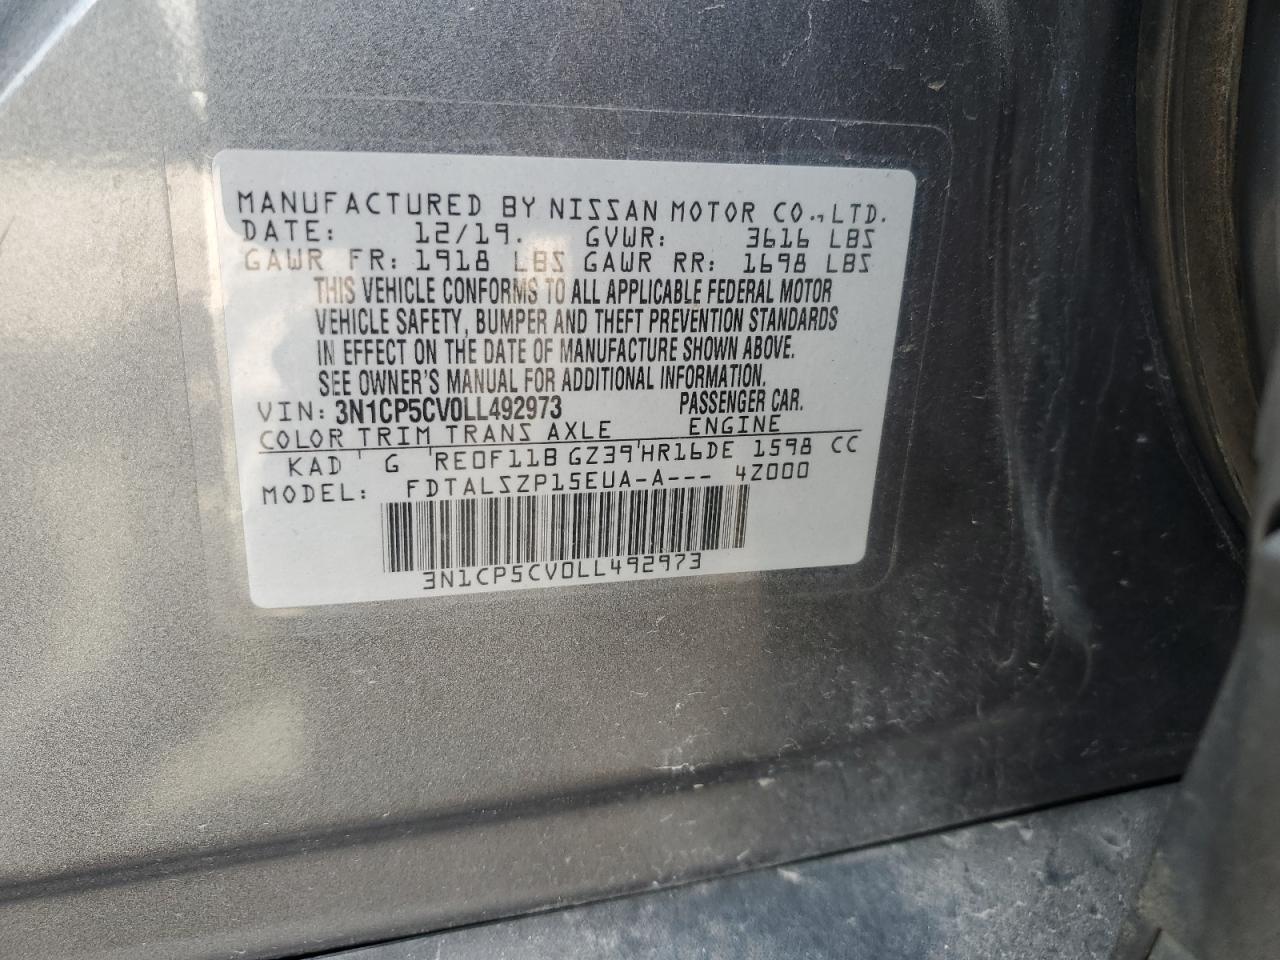 MANUFACTURED BY NISSAN MOTOR CO., LTD.
DATE: 12/19. GVWR: 3616 LBS
GAWR FR: 1918 LBS GAWR RR: 1698 LBS
THIS VEHICLE CONFORMS TO ALL APPLICABLE FEDERAL MOTOR
VEHICLE SAFETY, BUMPER AND THEFT PREVENTION STANDARDS
IN EFFECT ON THE DATE OF MANUFACTURE SHOWN ABOVE.
SEE OWNER'S MANUAL FOR ADDITIONAL INFORMATION.
VIN: 3N1CP5CV0LL492973 PASSENGER CAR.
COLOR TRIM TRANS AXLE ENGINE
KAD' G 'RE0F11B GZ39'HR16DE 1598 CC
MODEL: FDTALSZP15EUA-A--- 4Z000
3N1CP5CV0LL492973